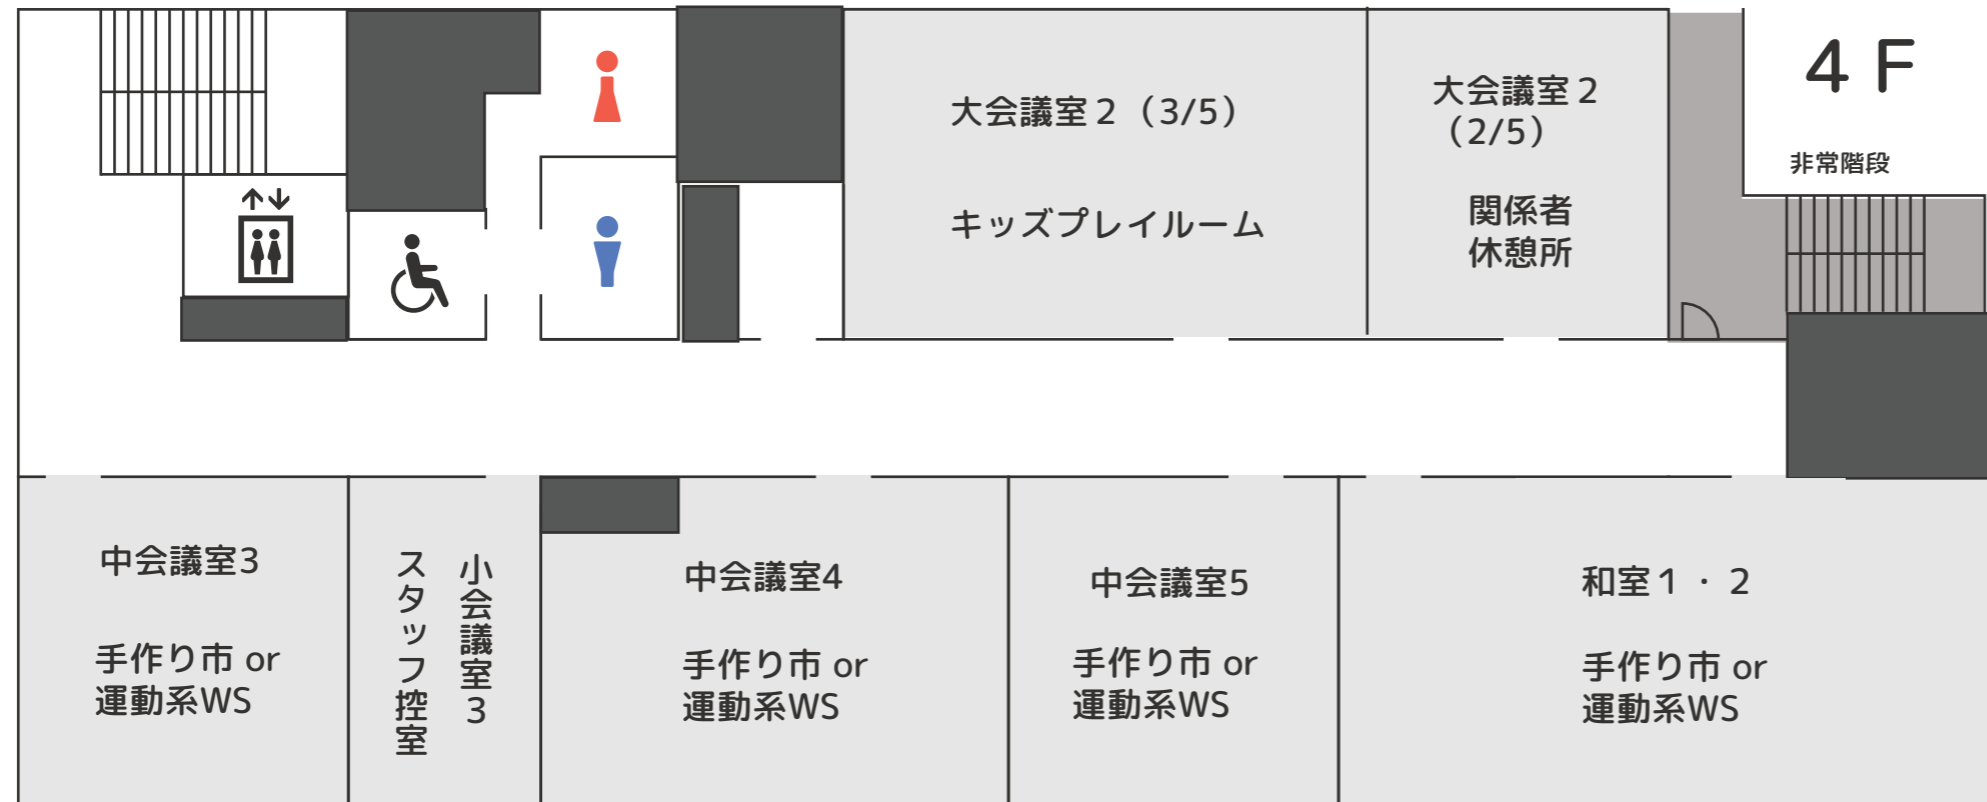 ４Ｆ
大会議室２（3/5）
キッズプレイルーム
大会議室２
（2/5）
関係者
休憩所
非常階段
中会議室3
手作り市 or
運動系WS
小会議室３
スタッフ控室
中会議室4
手作り市 or
運動系WS
中会議室5
手作り市 or
運動系WS
和室１・２
手作り市 or
運動系WS